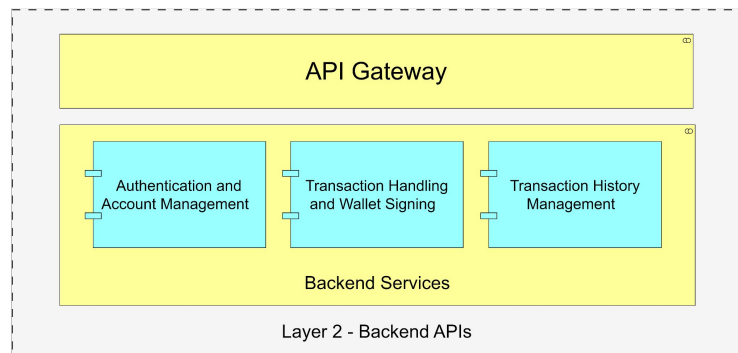 API Gateway
Authentication and
Account Management
Transaction Handling
and Wallet Signing
Transaction History
Management
Backend Services
Layer 2 - Backend APIs